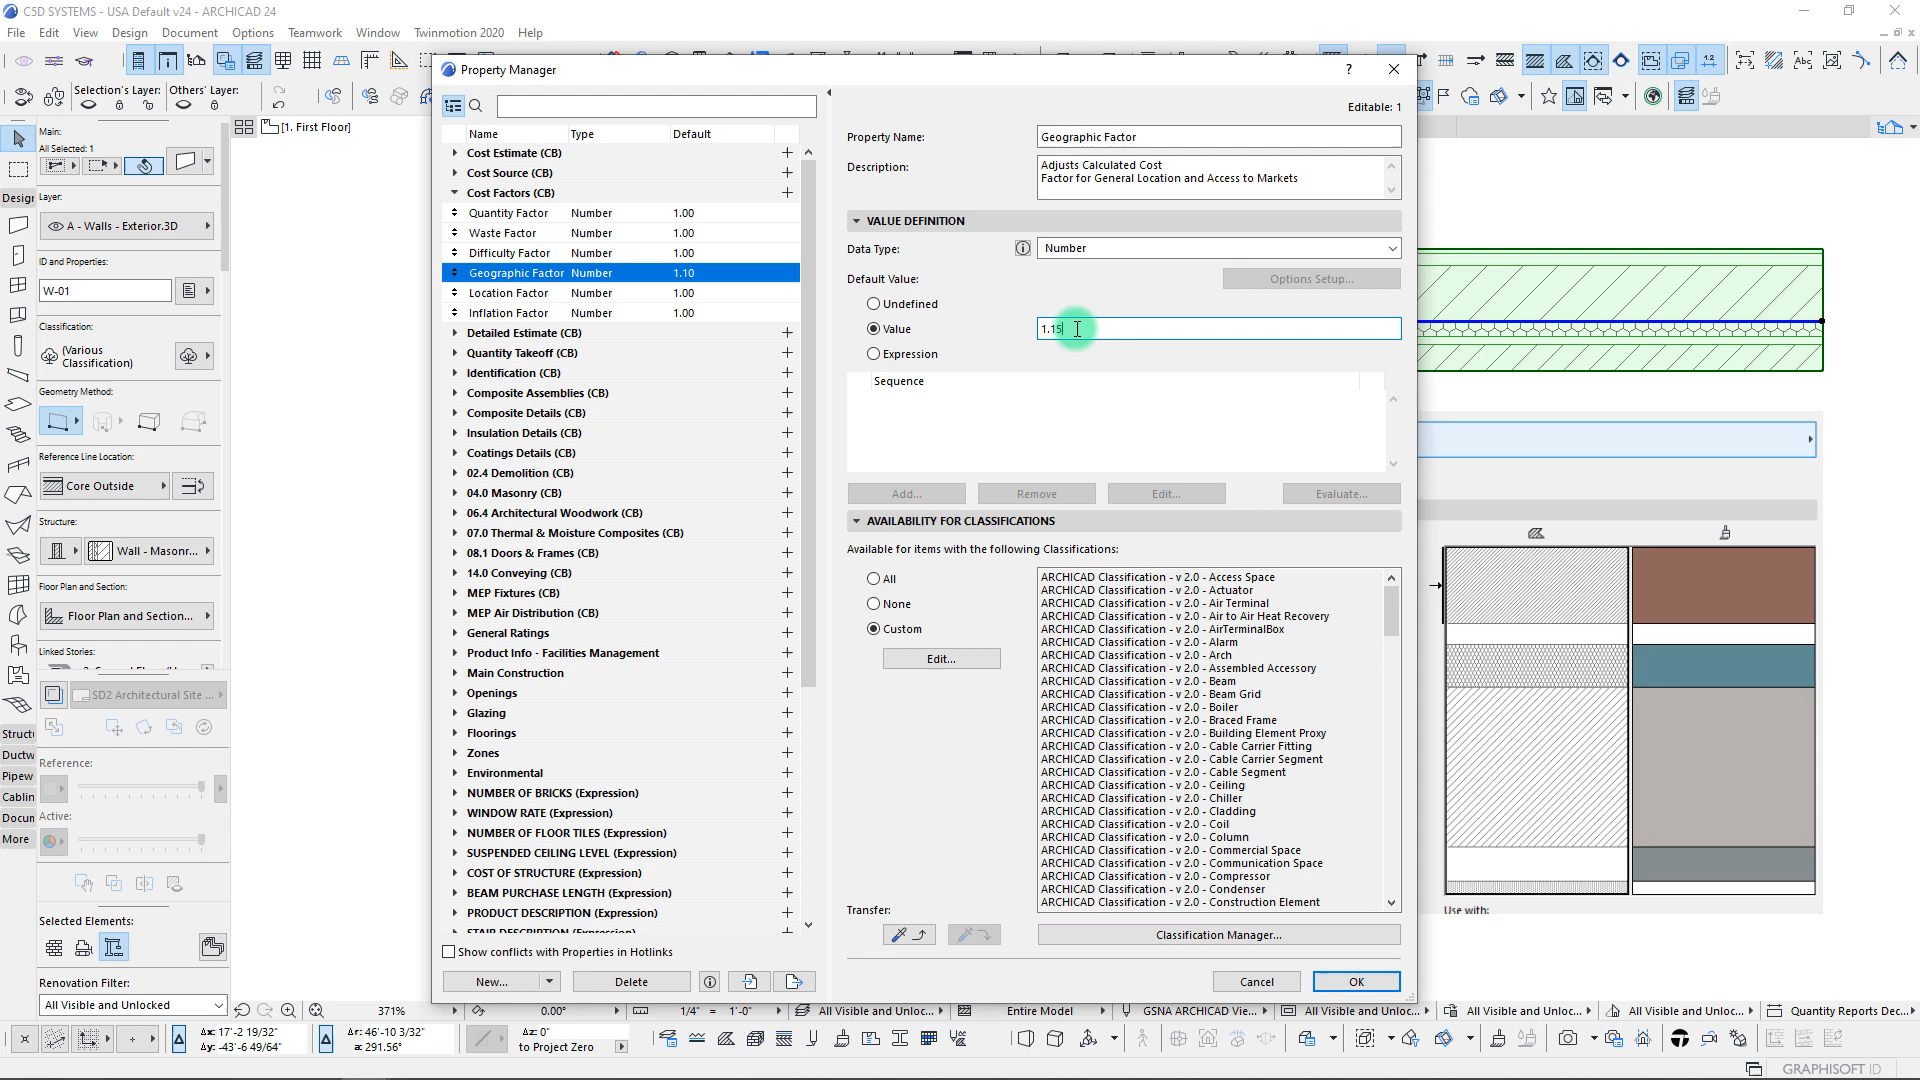 C5D SYSTEMS - USA Default v24 - ARCHICAD 24
File Edit View Design Document Options Teamwork Window Twinmotion 2020 Help
Selection's Layer: Others' Layer:
[1. First Floor]
Main:
All Selected: 1
Design
Layer:
A - Walls - Exterior.3D
ID and Properties:
W-01
Classification:
(Various
Classification)
Geometry Method:
Reference Line Location:
Core Outside
Structure:
Wall - Masonr...
Floor Plan and Section:
Floor Plan and Section...
Linked Stories:
SD2 Architectural Site ...
Structu
Ductw
Pipew
Cablin
Docun
More
Reference:
Active:
Selected Elements:
Renovation Filter:
All Visible and Unlocked
Property Manager
?
Name Type Default
Cost Estimate (CB)
Cost Source (CB)
Cost Factors (CB)
Quantity Factor Number 1.00
Waste Factor Number 1.00
Difficulty Factor Number 1.00
Geographic Factor Number 1.10
Location Factor Number 1.00
Inflation Factor Number 1.00
Detailed Estimate (CB)
Quantity Takeoff (CB)
Identification (CB)
Composite Assemblies (CB)
Composite Details (CB)
Insulation Details (CB)
Coatings Details (CB)
02.4 Demolition (CB)
04.0 Masonry (CB)
06.4 Architectural Woodwork (CB)
07.0 Thermal & Moisture Composites (CB)
08.1 Doors & Frames (CB)
14.0 Conveying (CB)
MEP Fixtures (CB)
MEP Air Distribution (CB)
General Ratings
Product Info - Facilities Management
Main Construction
Openings
Glazing
Floorings
Zones
Environmental
NUMBER OF BRICKS (Expression)
WINDOW RATE (Expression)
NUMBER OF FLOOR TILES (Expression)
SUSPENDED CEILING LEVEL (Expression)
COST OF STRUCTURE (Expression)
BEAM PURCHASE LENGTH (Expression)
PRODUCT DESCRIPTION (Expression)
STAIR DESCRIPTION (Expression)
Show conflicts with Properties in Hotlinks
New... Delete
Editable: 1
Property Name: Geographic Factor
Description: Adjusts Calculated Cost
Factor for General Location and Access to Markets
VALUE DEFINITION
Data Type: Number
Default Value: Options Setup...
Undefined
Value 1.15
Expression
Sequence
Add... Remove Edit... Evaluate...
AVAILABILITY FOR CLASSIFICATIONS
Available for items with the following Classifications:
All
None
Custom
Edit...
ARCHICAD Classification - v 2.0 - Access Space
ARCHICAD Classification - v 2.0 - Actuator
ARCHICAD Classification - v 2.0 - Air Terminal
ARCHICAD Classification - v 2.0 - Air to Air Heat Recovery
ARCHICAD Classification - v 2.0 - AirTerminalBox
ARCHICAD Classification - v 2.0 - Alarm
ARCHICAD Classification - v 2.0 - Arch
ARCHICAD Classification - v 2.0 - Assembled Accessory
ARCHICAD Classification - v 2.0 - Beam
ARCHICAD Classification - v 2.0 - Beam Grid
ARCHICAD Classification - v 2.0 - Boiler
ARCHICAD Classification - v 2.0 - Braced Frame
ARCHICAD Classification - v 2.0 - Building Element Proxy
ARCHICAD Classification - v 2.0 - Cable Carrier Fitting
ARCHICAD Classification - v 2.0 - Cable Carrier Segment
ARCHICAD Classification - v 2.0 - Cable Segment
ARCHICAD Classification - v 2.0 - Ceiling
ARCHICAD Classification - v 2.0 - Chiller
ARCHICAD Classification - v 2.0 - Cladding
ARCHICAD Classification - v 2.0 - Coil
ARCHICAD Classification - v 2.0 - Column
ARCHICAD Classification - v 2.0 - Commercial Space
ARCHICAD Classification - v 2.0 - Communication Space
ARCHICAD Classification - v 2.0 - Compressor
ARCHICAD Classification - v 2.0 - Condenser
ARCHICAD Classification - v 2.0 - Construction Element
Transfer:
Classification Manager...
Cancel OK
Use with:
371% 0.00° 1/4" = 1'-0" All Visible and Unloc... Entire Model GSNA ARCHICAD Vie... All Visible and Unloc... All Visible and Unloc... All Visible and Unloc... Quantity Reports Dec...
Δx: 17'-2 19/32" Δr: 46'-10 3/32" Δz: 0"
Δy: -43'-6 49/64" a: 291.56° to Project Zero
GRAPHISOFT ID